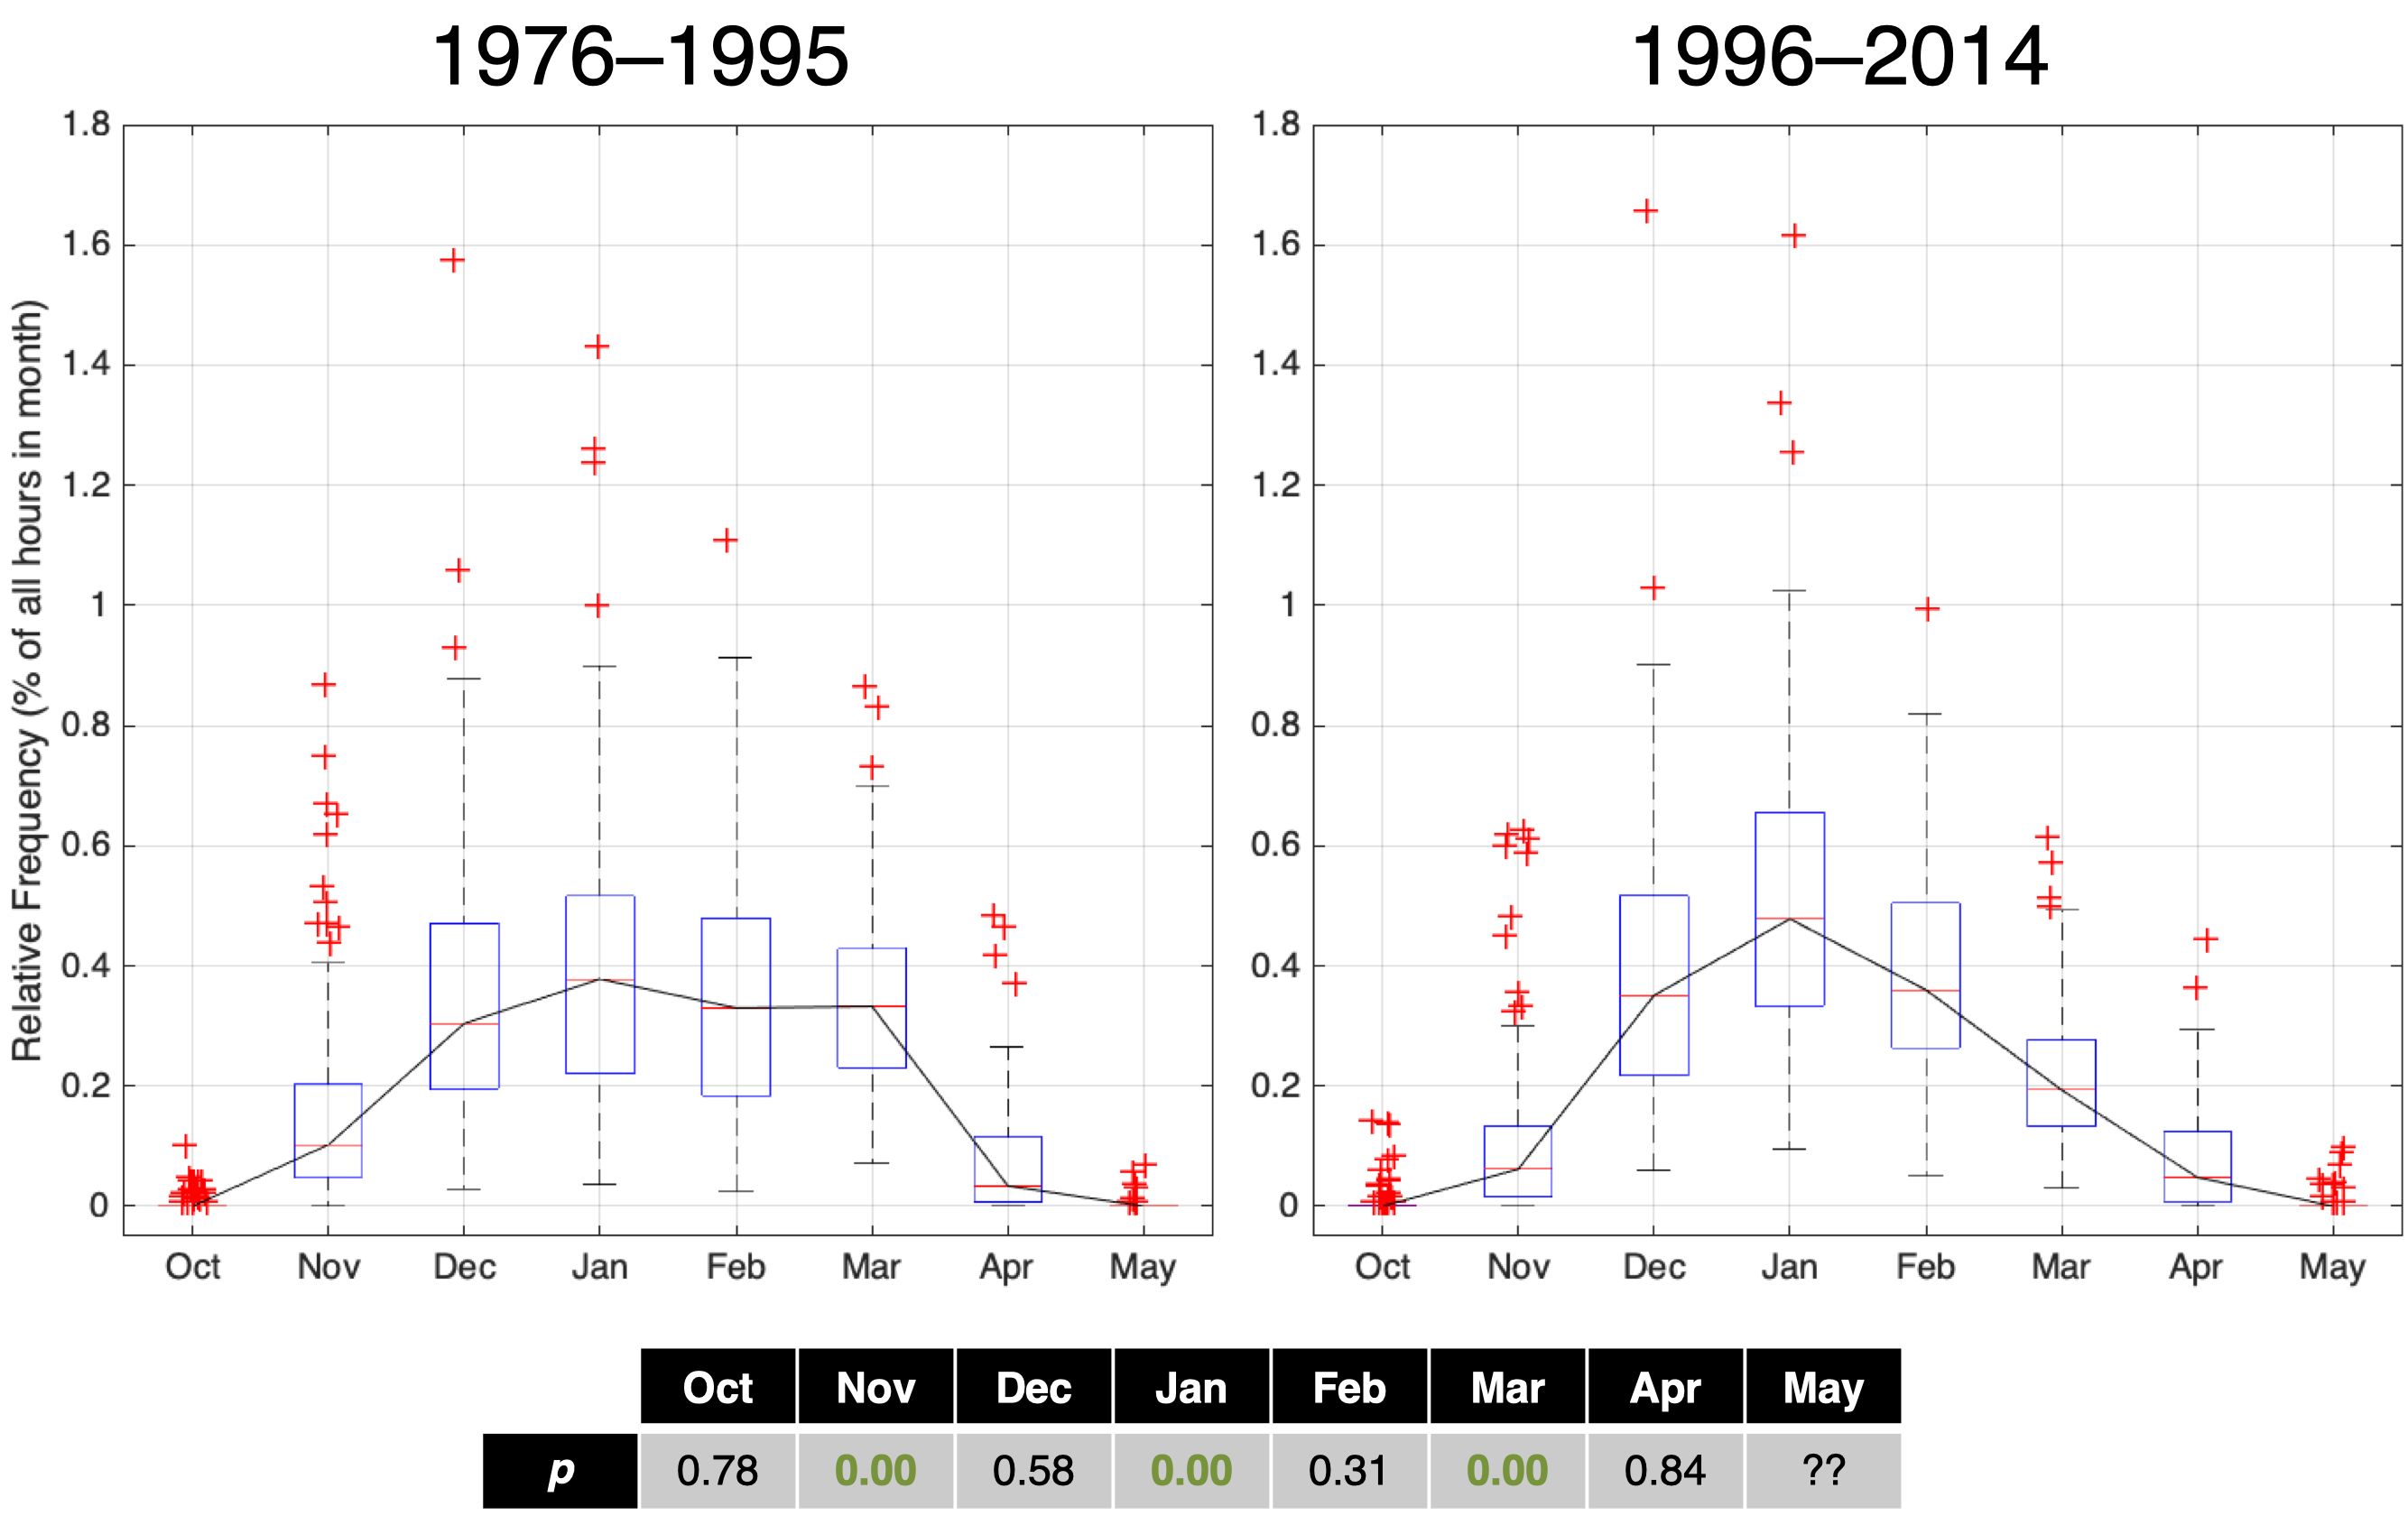 1976–1995 1996–2014
Relative Frequency (% of all hours in month)
1.8 1.8
1.6 1.6
1.4 1.4
1.2 1.2
1 1
0.8 0.8
0.6 0.6
0.4 0.4
0.2 0.2
0 0
Oct Nov Dec Jan Feb Mar Apr May Oct Nov Dec Jan Feb Mar Apr May
Oct Nov Dec Jan Feb Mar Apr May
p 0.78 0.00 0.58 0.00 0.31 0.00 0.84 ??